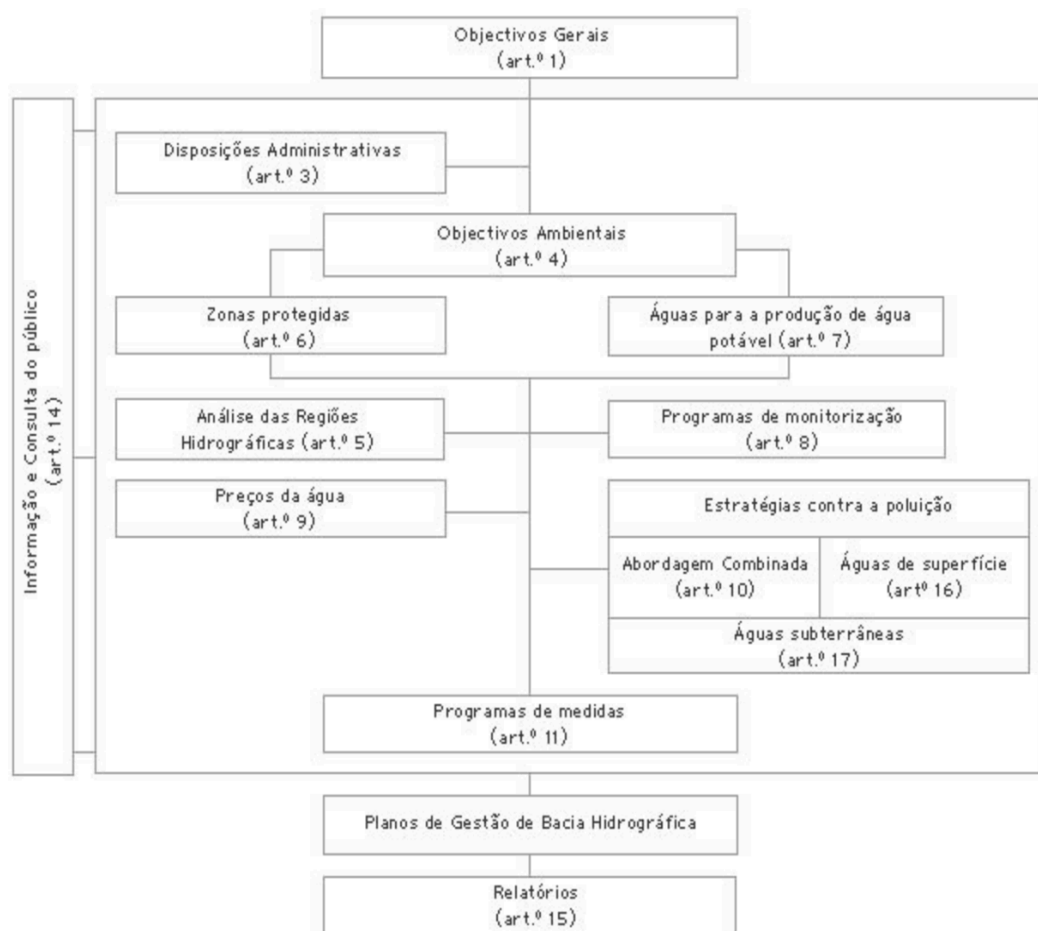 Objectivos Gerais
(art.º 1)
Informação e Consulta do público
(art.º 14)
Disposições Administrativas
(art.º 3)
Objectivos Ambientais
(art.º 4)
Zonas protegidas
(art.º 6)
Águas para a produção de água
potável (art.º 7)
Análise das Regiões
Hidrográficas (art.º 5)
Programas de monitorização
(art.º 8)
Preços da água
(art.º 9)
Estratégias contra a poluição
Abordagem Combinada
(art.º 10)
Águas de superfície
(artº 16)
Águas subterrâneas
(art.º 17)
Programas de medidas
(art.º 11)
Planos de Gestão de Bacia Hidrográfica
Relatórios
(art.º 15)